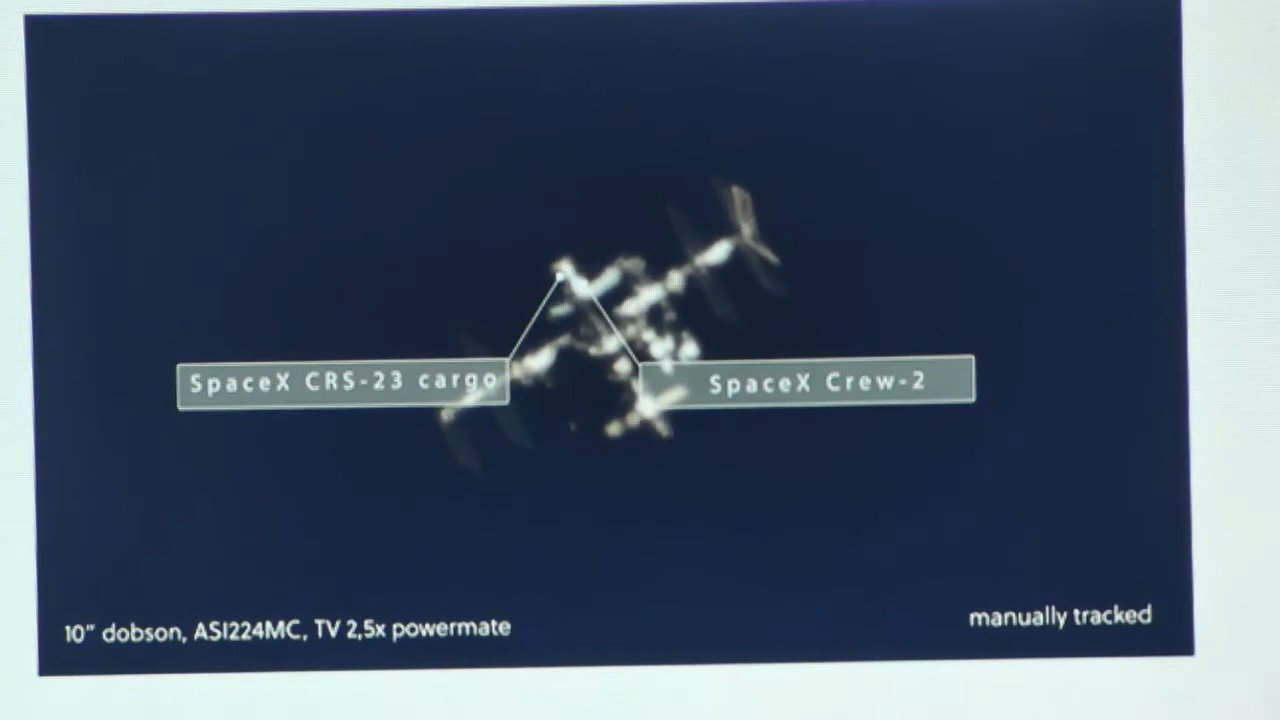 SpaceX CRS-23 cargo
SpaceX Crew-2
10" dobson, ASI224MC, TV 2,5x powermate
manually tracked